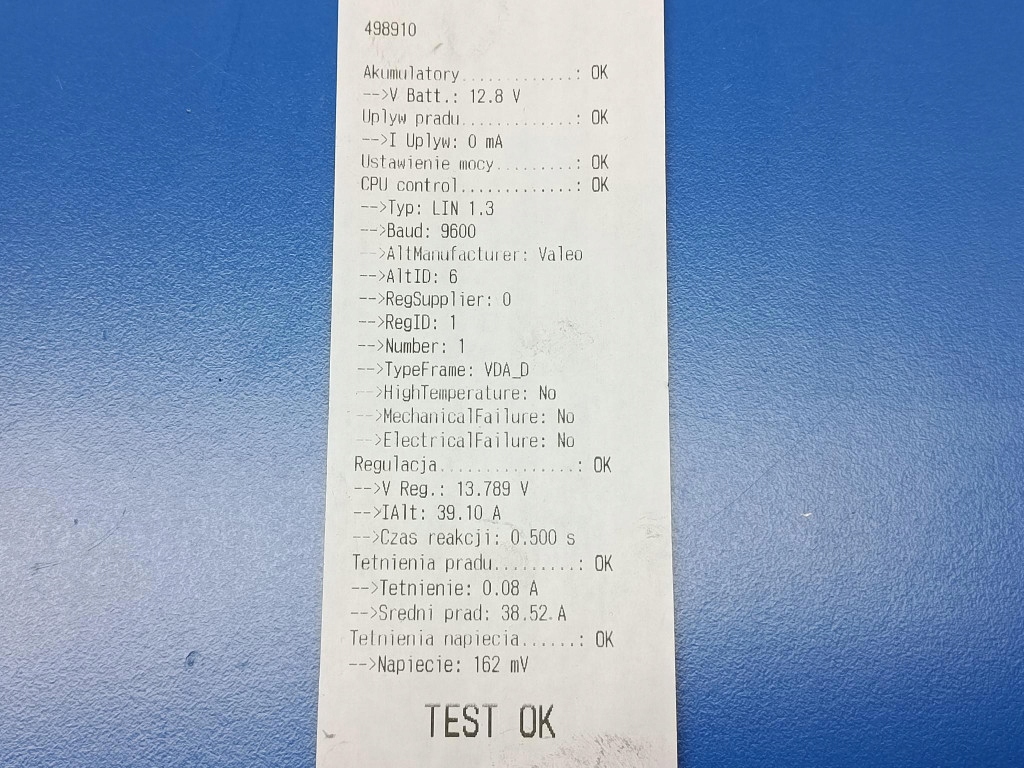 498910
Akumulatory.............: OK
-->V Batt.: 12.8 V
Uplyw pradu.............: OK
-->I Uplyw: 0 mA
Ustawienie mocy.........: OK
CPU control.............: OK
-->Typ: LIN 1.3
-->Baud: 9600
-->AltManufacturer: Valeo
-->AltID: 6
-->RegSupplier: 0
-->RegID: 1
-->Number: 1
-->TypeFrame: VDA_D
-->HighTemperature: No
-->MechanicalFailure: No
-->ElectricalFailure: No
Regulacja...............: OK
-->V Reg.: 13.789 V
-->IAlt: 39.10 A
-->Czas reakcji: 0.500 s
Tetnienia pradu.........: OK
-->Tetnienie: 0.08 A
-->Sredni prad: 38.52 A
Tetnienia napiecia......: OK
-->Napiecie: 162 mV
TEST OK